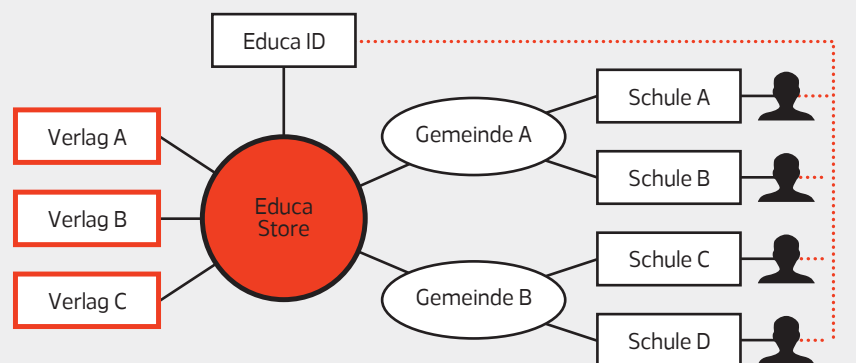 Educa ID
Verlag A
Verlag B
Verlag C
Educa
Store
Gemeinde A
Gemeinde B
Schule A
Schule B
Schule C
Schule D